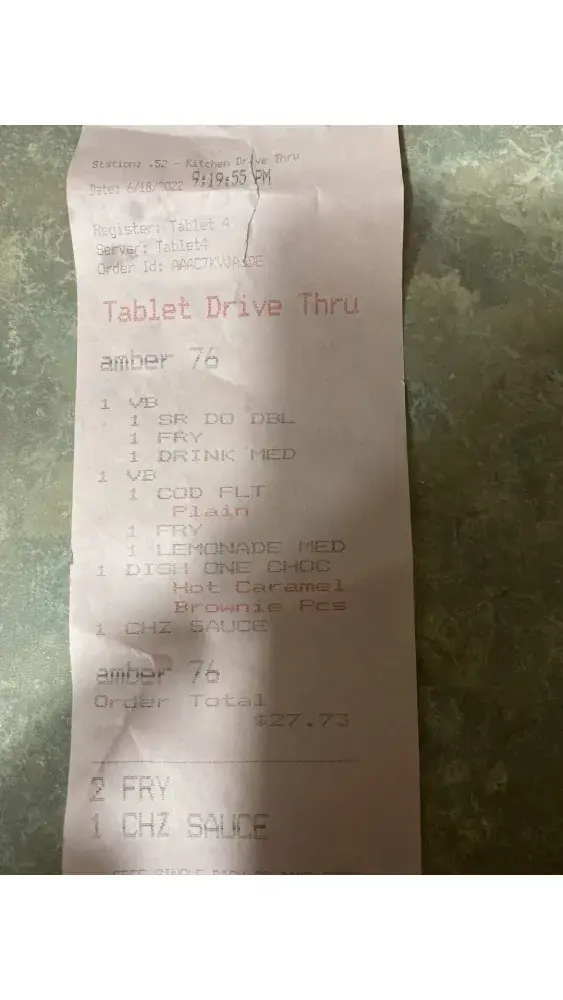 Station: .52 - Kitchen Drive Thru
Date: 6/18/2022 9:19:55 PM
Register: Tablet 4
Server: Tablet4
Order Id:
Tablet Drive Thru
amber 76
1 VB
1 SR DO DBL
1 FRY
1 DRINK MED
1 VB
1 COD FLT
Plain
1 FRY
1 LEMONADE MED
1 DISH ONE CHOC
Hot Caramel
Brownie Pcs
1 CHZ SAUCE
amber 76
Order Total
$27.73
2 FRY
1 CHZ SAUCE